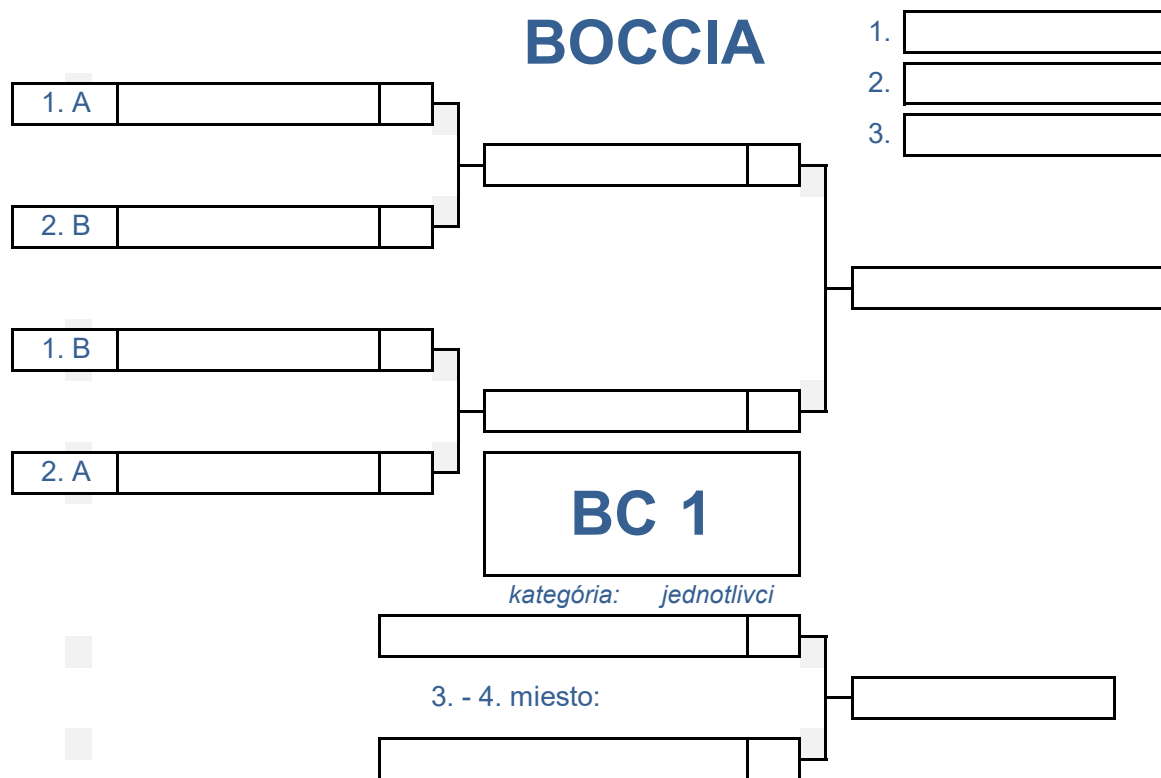 BOCCIA
1.
2.
3.
1. A
2. B
1. B
2. A
BC 1
kategória: jednotlivci
3. - 4. miesto: